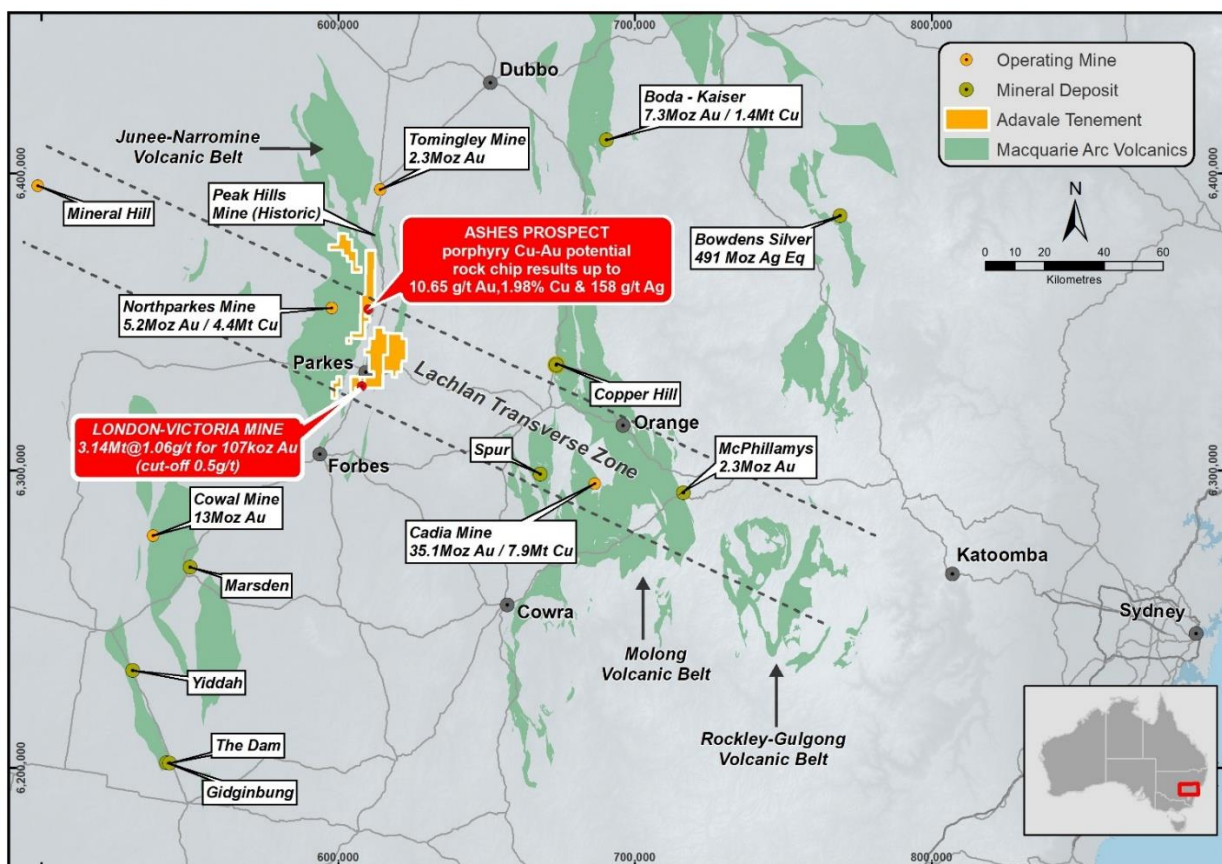 600,000
700,000
800,000
Operating Mine
Mineral Deposit
Adavale Tenement
Macquarie Arc Volcanics
Dubbo
Boda - Kaiser
7.3Moz Au / 1.4Mt Cu
Junee-Narromine
Volcanic Belt
Tomingley Mine
2.3Moz Au
6,400,000
6,400,000
Mineral Hill
Peak Hills
Mine (Historic)
N
0 10 20 40 60
Kilometres
ASHES PROSPECT
porphyry Cu-Au potential
rock chip results up to
10.65 g/t Au,1.98% Cu & 158 g/t Ag
Bowdens Silver
491 Moz Ag Eq
Northparkes Mine
5.2Moz Au / 4.4Mt Cu
Parkes
Lachlan Transverse Zone
Copper Hill
Orange
LONDON-VICTORIA MINE
3.14Mt@1.06g/t for 107koz Au
(cut-off 0.5g/t)
Forbes
Spur
McPhillamys
2.3Moz Au
6,300,000
6,300,000
Cowal Mine
13Moz Au
Cadia Mine
35.1Moz Au / 7.9Mt Cu
Marsden
Katoomba
Cowra
Sydney
Molong
Volcanic Belt
Yiddah
Rockley-Gulgong
Volcanic Belt
The Dam
Gidginbung
6,200,000
600,000
700,000
800,000